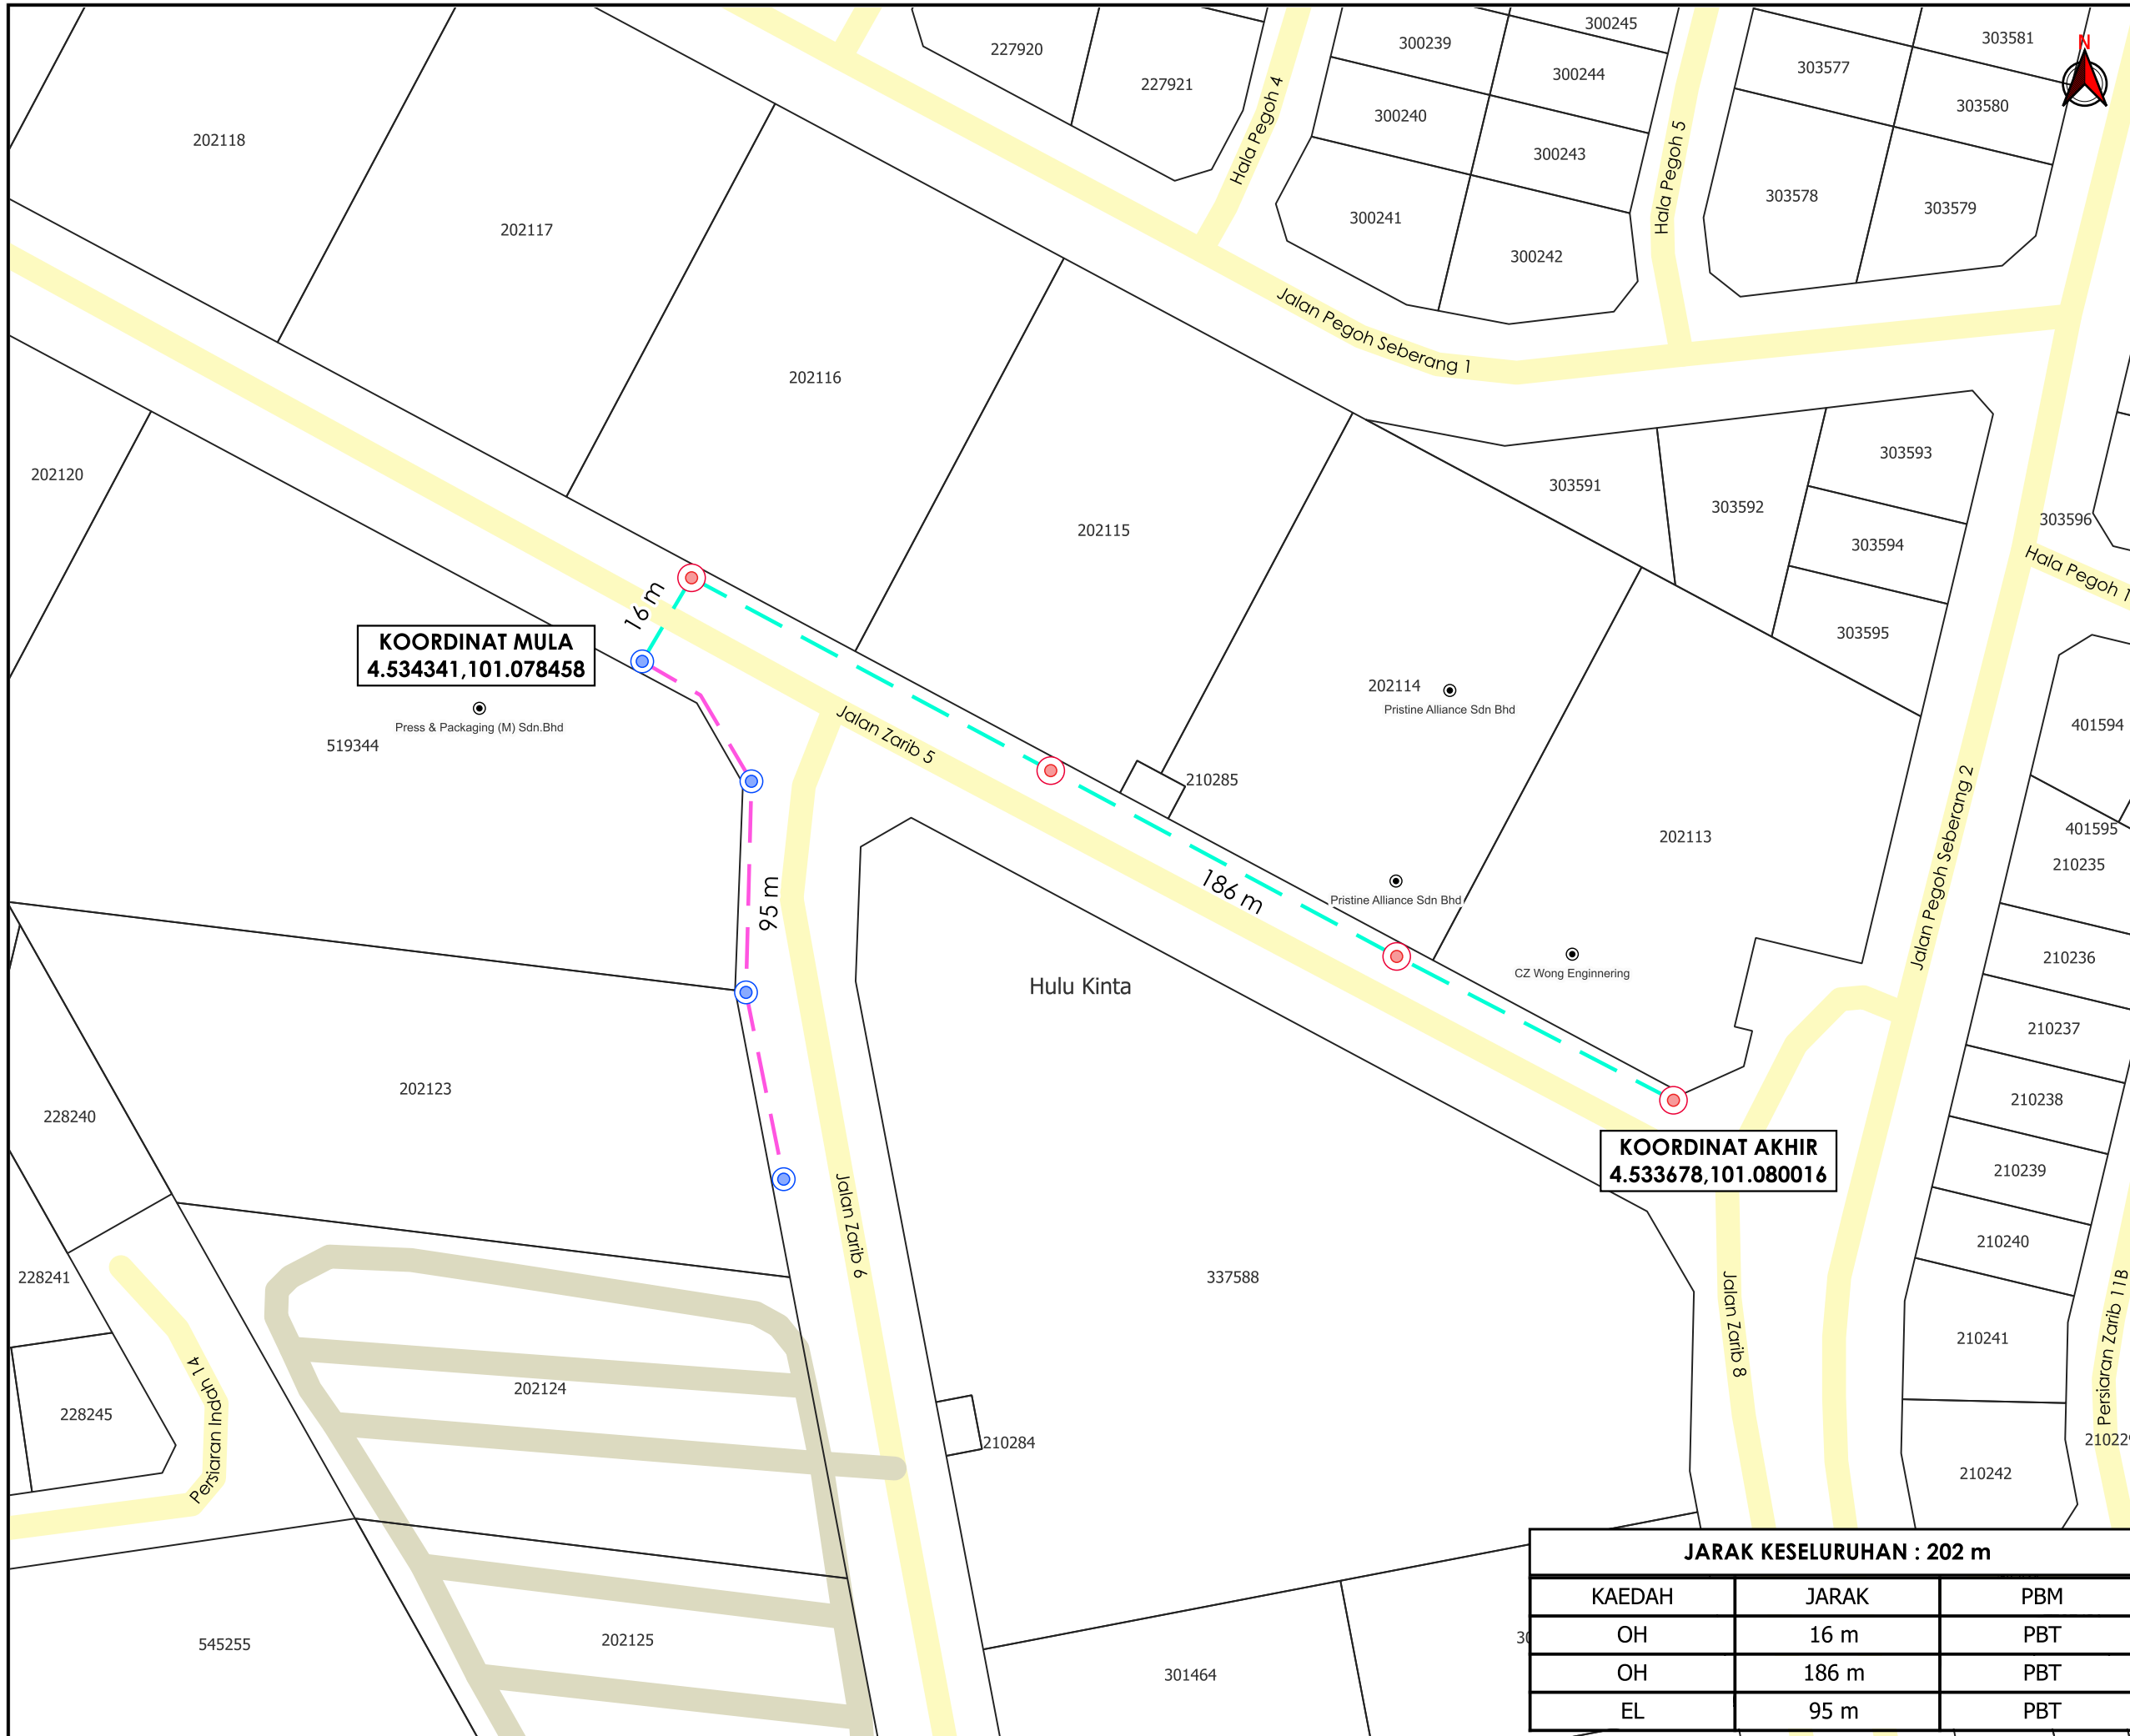 227920
227921
300239
300245
300244
300240
300243
300241
300242
303577
303581
303580
303578
303579
N
Hala Pegoh 4
Hala Pegoh 5
202118
202117
202116
Jalan Pegoh Seberang 1
202120
202115
303591
303592
303593
303594
303595
303596
Hala Pegoh 1
16 m
KOORDINAT MULA
4.534341,101.078458
Press & Packaging (M) Sdn.Bhd
519344
Jalan Zarib 5
202114
Pristine Alliance Sdn Bhd
210285
202113
Pristine Alliance Sdn Bhd
186 m
95 m
CZ Wong Enginnering
Jalan Pegoh Seberang 2
401594
401595
210235
210236
210237
210238
210239
210240
210241
210242
Hulu Kinta
202123
228240
228241
228245
KOORDINAT AKHIR
4.533678,101.080016
Jalan Zarib 6
337588
Jalan Zarib 8
Persiaran Zarib 11B
210229
Persiaran Indah 14
202124
210284
545255
202125
301464
30
JARAK KESELURUHAN : 202 m
KAEDAH JARAK PBM
OH 16 m PBT
OH 186 m PBT
EL 95 m PBT